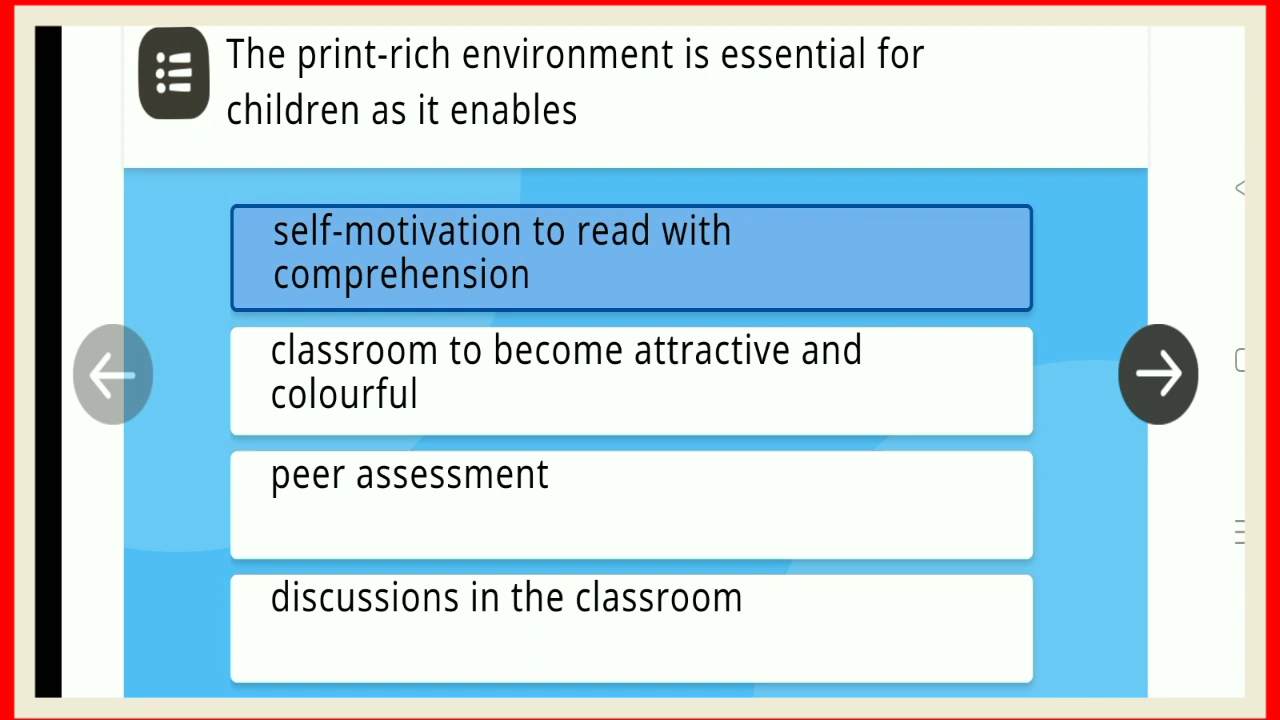 The print-rich environment is essential for
children as it enables
self-motivation to read with
comprehension
classroom to become attractive and
colourful
peer assessment
discussions in the classroom